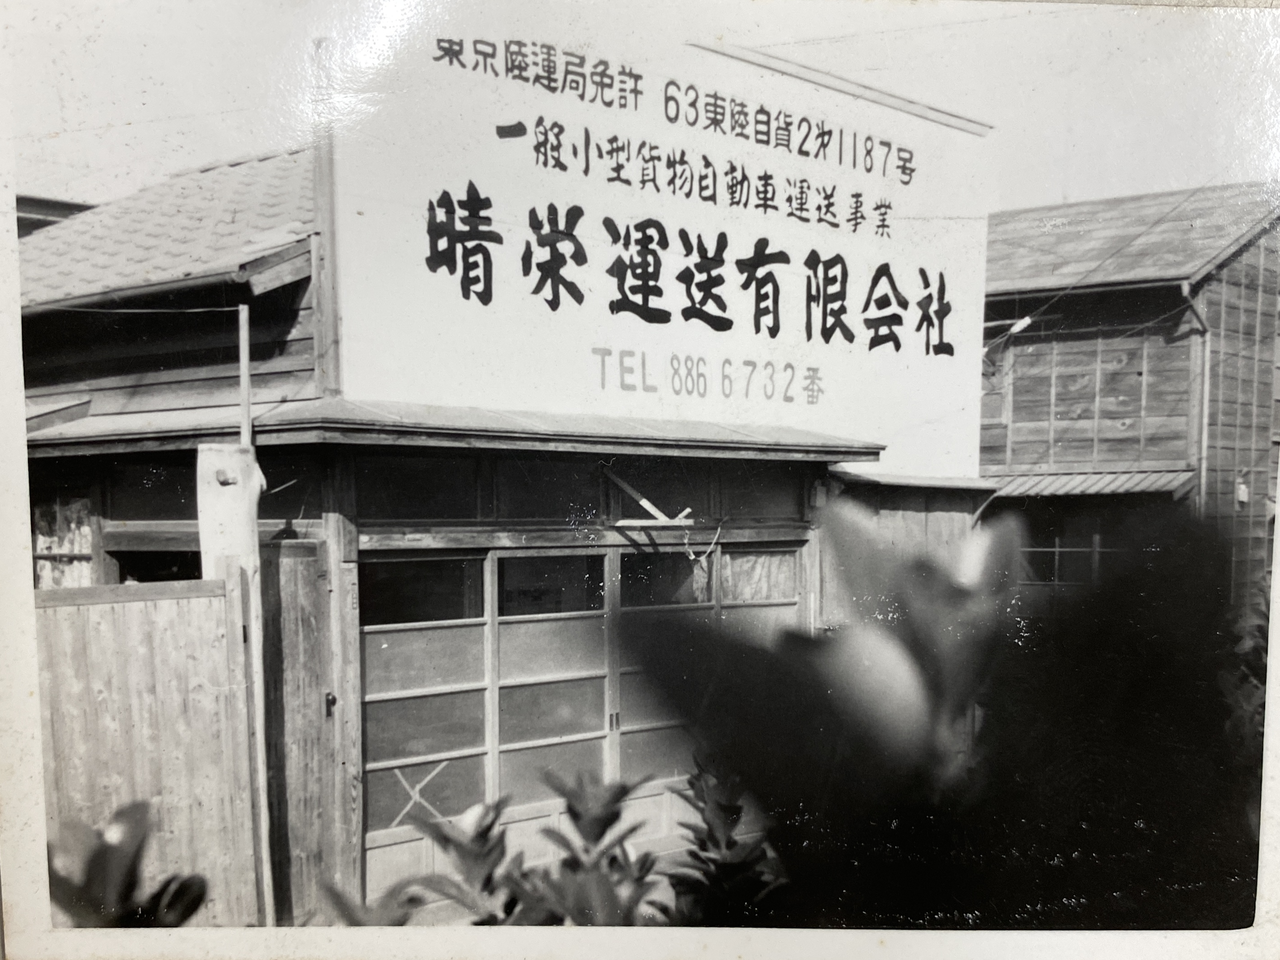 東京陸運局免許 63東陸自貨2次1187号
一般小型貨物自動車運送事業
晴栄運送有限会社
TEL 886 6732番